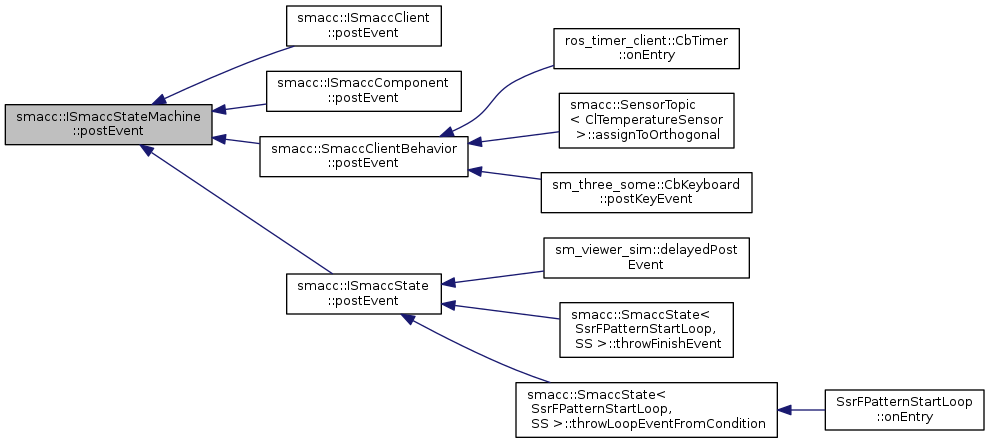 smacc::ISmaccClient
::postEvent
ros_timer_client::CbTimer
::onEntry
smacc::ISmaccComponent
::postEvent
smacc::SensorTopic
< ClTemperatureSensor
>::assignToOrthogonal
smacc::ISmaccStateMachine
::postEvent
smacc::SmaccClientBehavior
::postEvent
sm_three_some::CbKeyboard
::postKeyEvent
sm_viewer_sim::delayedPost
Event
smacc::ISmaccState
::postEvent
smacc::SmaccState<
SsrFPatternStartLoop,
SS >::throwFinishEvent
smacc::SmaccState<
SsrFPatternStartLoop,
SS >::throwLoopEventFromCondition
SsrFPatternStartLoop
::onEntry